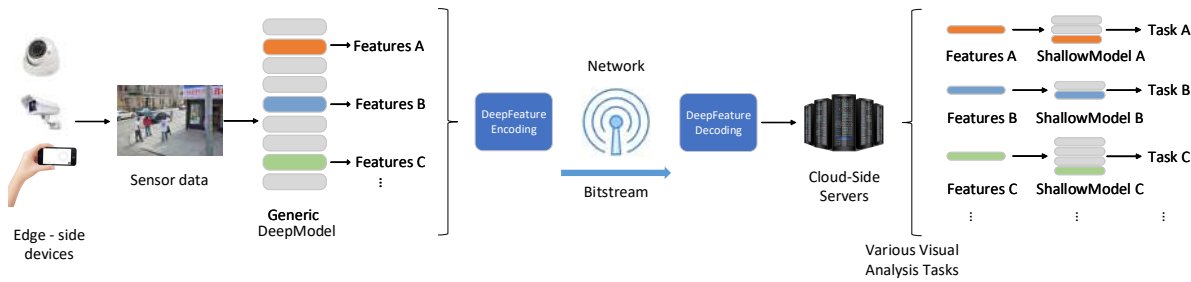 Edge - side
devices
Sensor data
Features A
Features B
Features C
⋮
Generic
DeepModel
DeepFeature
Encoding
Network
Bitstream
DeepFeature
Decoding
Cloud-Side
Servers
Various Visual
Analysis Tasks
Features A
ShallowModel A
Task A
Features B
ShallowModel B
Task B
Features C
ShallowModel C
Task C
⋮ ⋮ ⋮